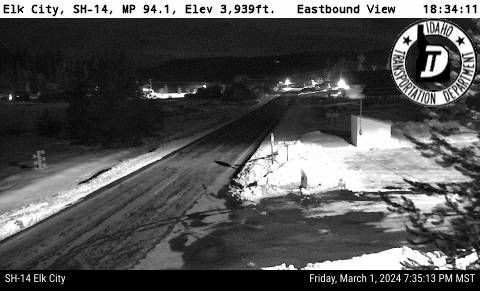 Elk City, SH-14, MP 94.1, Elev 3,939ft. Eastbound View 18:34:11
IDAHO
TRANSPORTATION DEPARTMENT
SH-14 Elk City Friday, March 1, 2024 7:35:13 PM MST